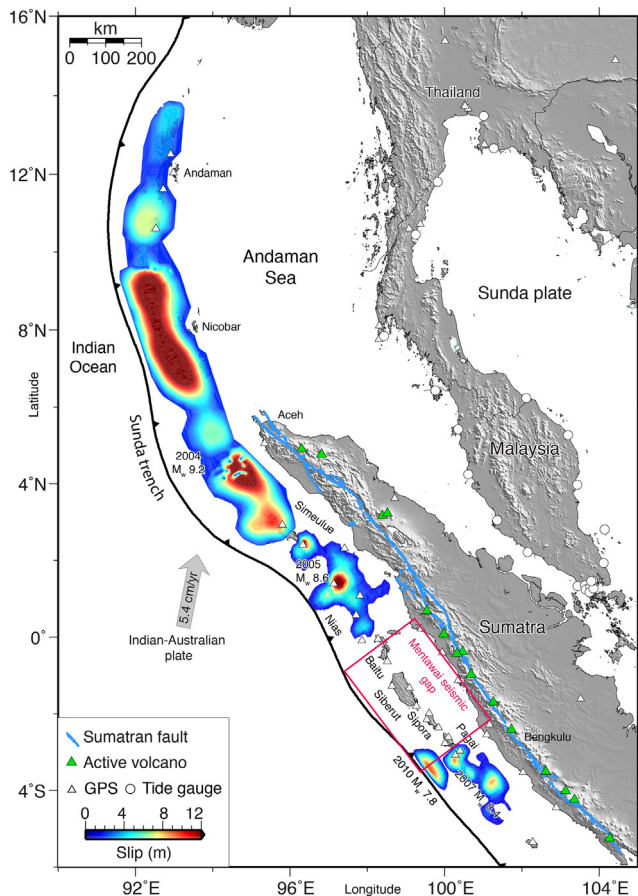 16°N
km
0 100 200
Thailand
12°N
Andaman
Andaman
Sea
Sunda plate
8°N
Nicobar
Indian
Ocean
Latitude
Sunda trench
Aceh
2004
Mw 9.2
Malaysia
4°N
Simeulue
2005
Mw 8.6
5.4 cm/yr
Indian-Australian
plate
0°
Nias
Sumatra
Mentawai seismic
gap
Baitu
Siberut
Sipora
Pagai
Bengkulu
Sumatran fault
Active volcano
GPS
Tide gauge
0 4 8 12
Slip (m)
4°S
2010 Mw 7.8
2007 Mw 8.4
92°E
96°E
Longitude
100°E
104°E